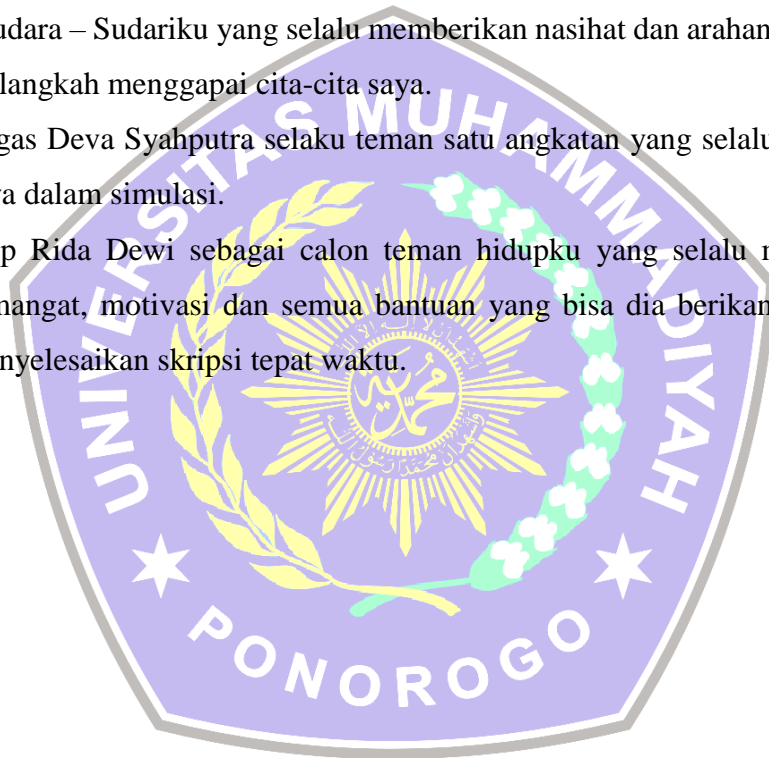 udara – Sudariku yang selalu memberikan nasihat dan arahan
langkah menggapai cita-cita saya.
gas Deva Syahputra selaku teman satu angkatan yang selalu
a dalam simulasi.
p Rida Dewi sebagai calon teman hidupku yang selalu
mangat, motivasi dan semua bantuan yang bisa dia berikan
nyelesaikan skripsi tepat waktu.
UNIVERSITAS MUHAMMADIYAH
محمدية
PONOROGO